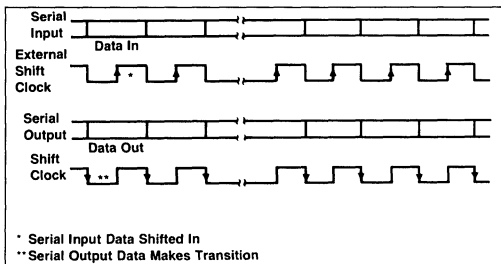 Serial
Input
Data In
External
Shift
Clock
*
Serial
Output
Data Out
Shift
Clock
**
* Serial Input Data Shifted In
** Serial Output Data Makes Transition